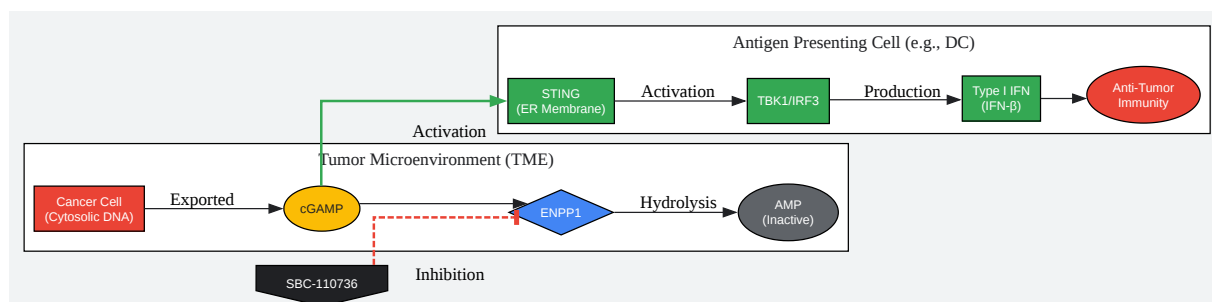 Antigen Presenting Cell (e.g., DC)
STING
(ER Membrane)
Activation
TBK1/IRF3
Production
Type I IFN
(IFN-β)
Anti-Tumor
Immunity
Activation
Tumor Microenvironment (TME)
Cancer Cell
(Cytosolic DNA)
Exported
cGAMP
ENPP1
Hydrolysis
AMP
(Inactive)
SBC-110736
Inhibition